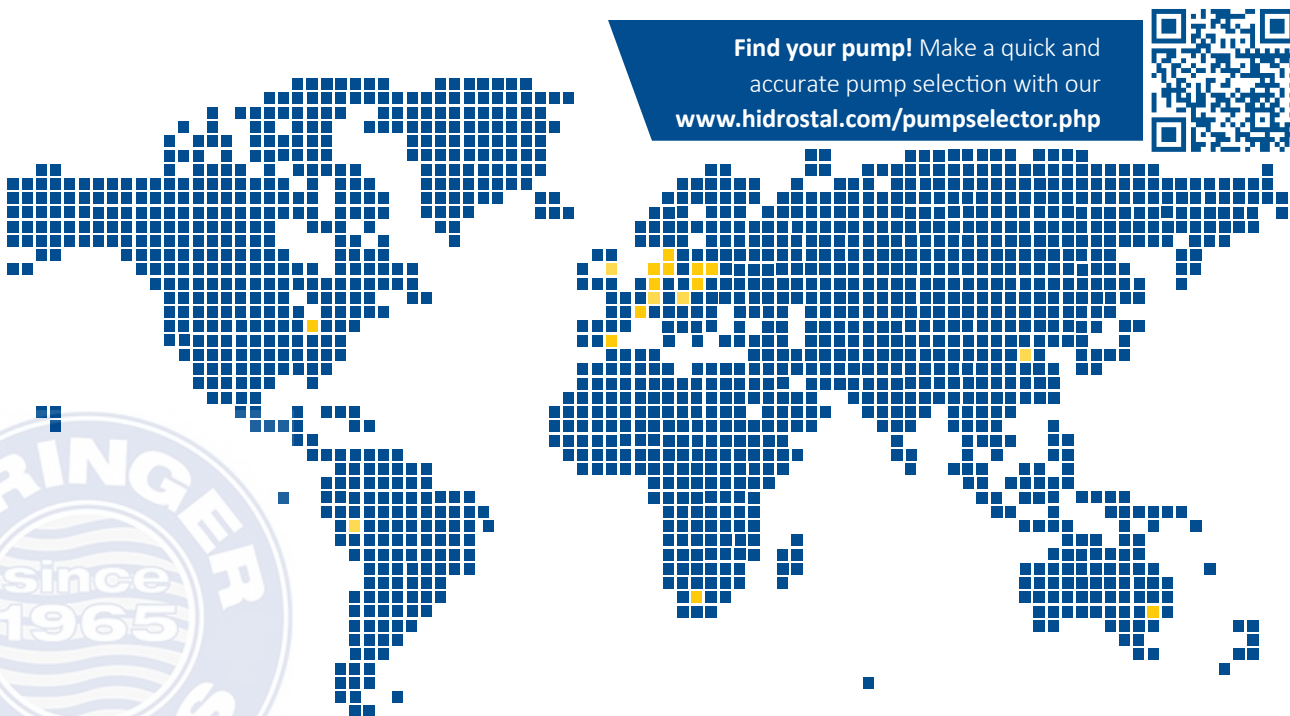 Find your pump! Make a quick and
accurate pump selection with our
www.hidrostal.com/pumpselector.php
since
1965